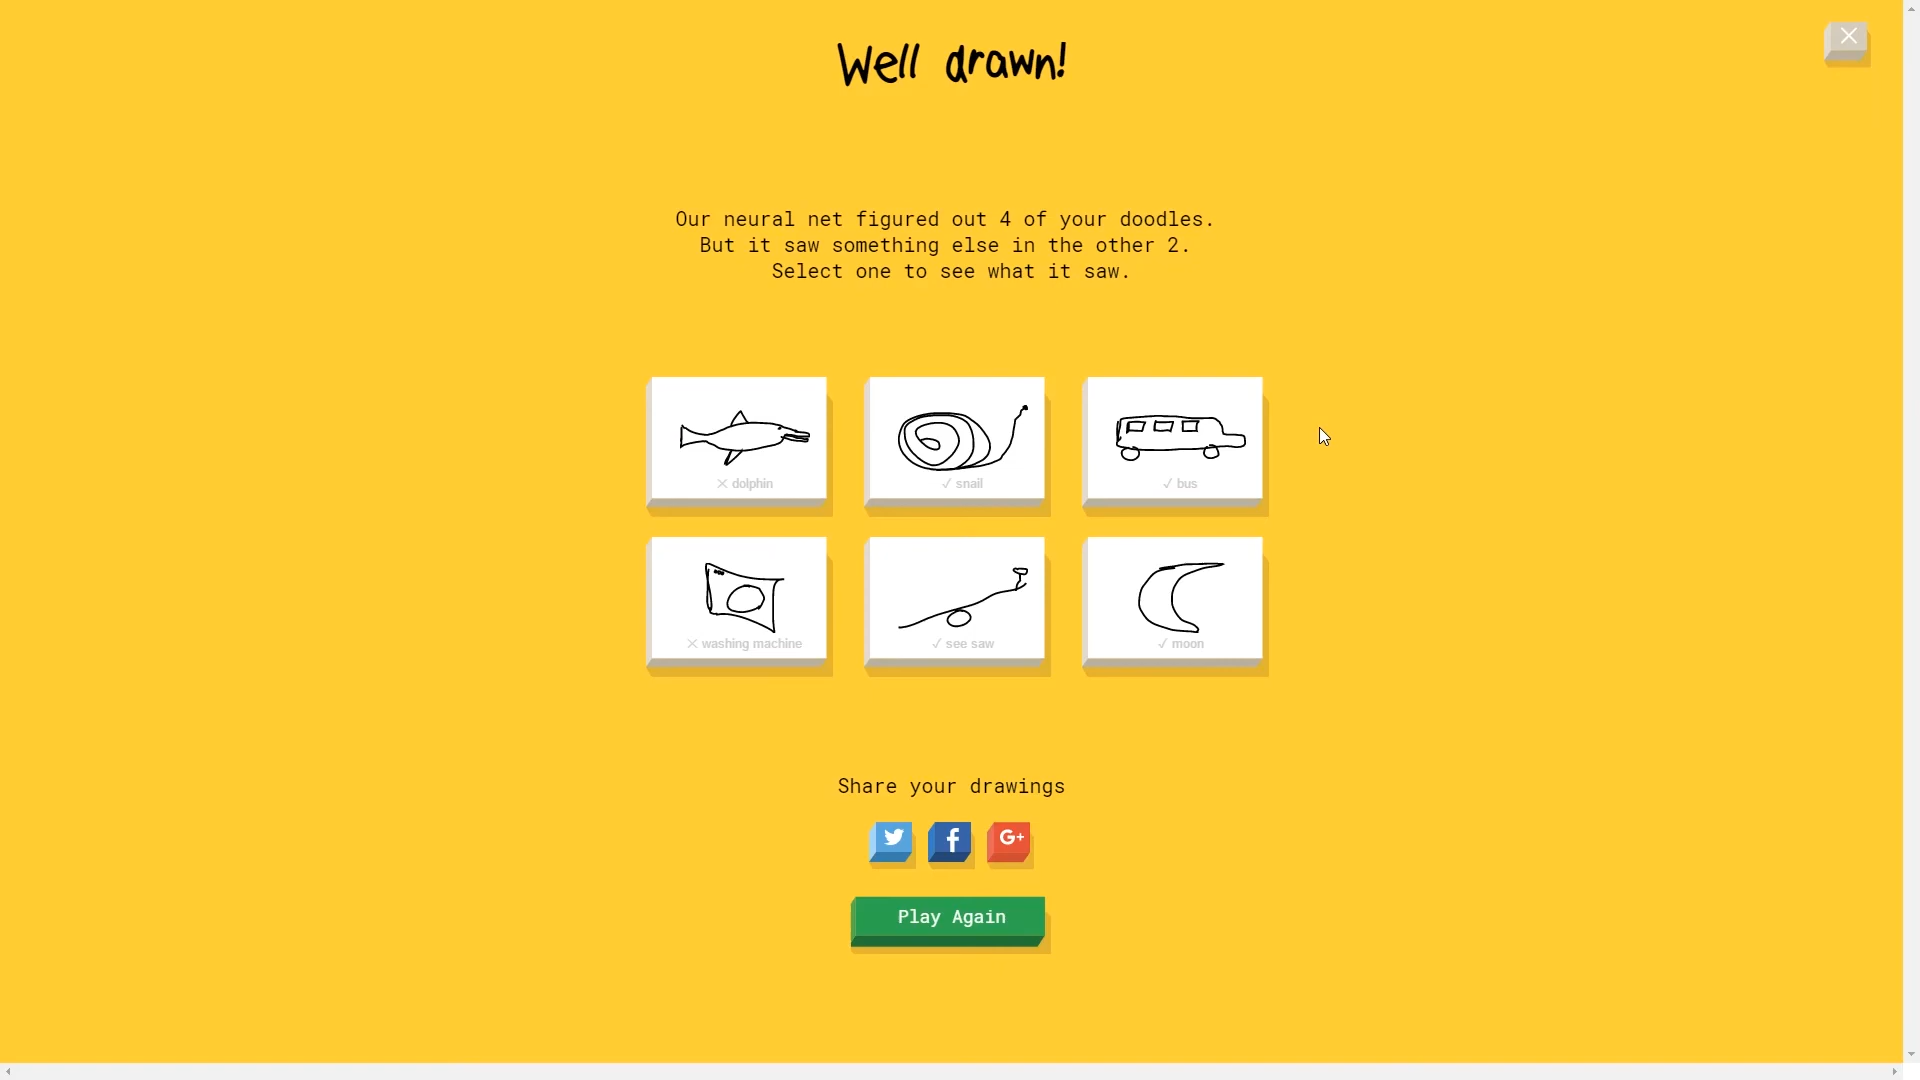 Well drawn!
Our neural net figured out 4 of your doodles.
But it saw something else in the other 2.
Select one to see what it saw.
dolphin
snail
bus
washing machine
see saw
moon
Share your drawings
f
G+
Play Again